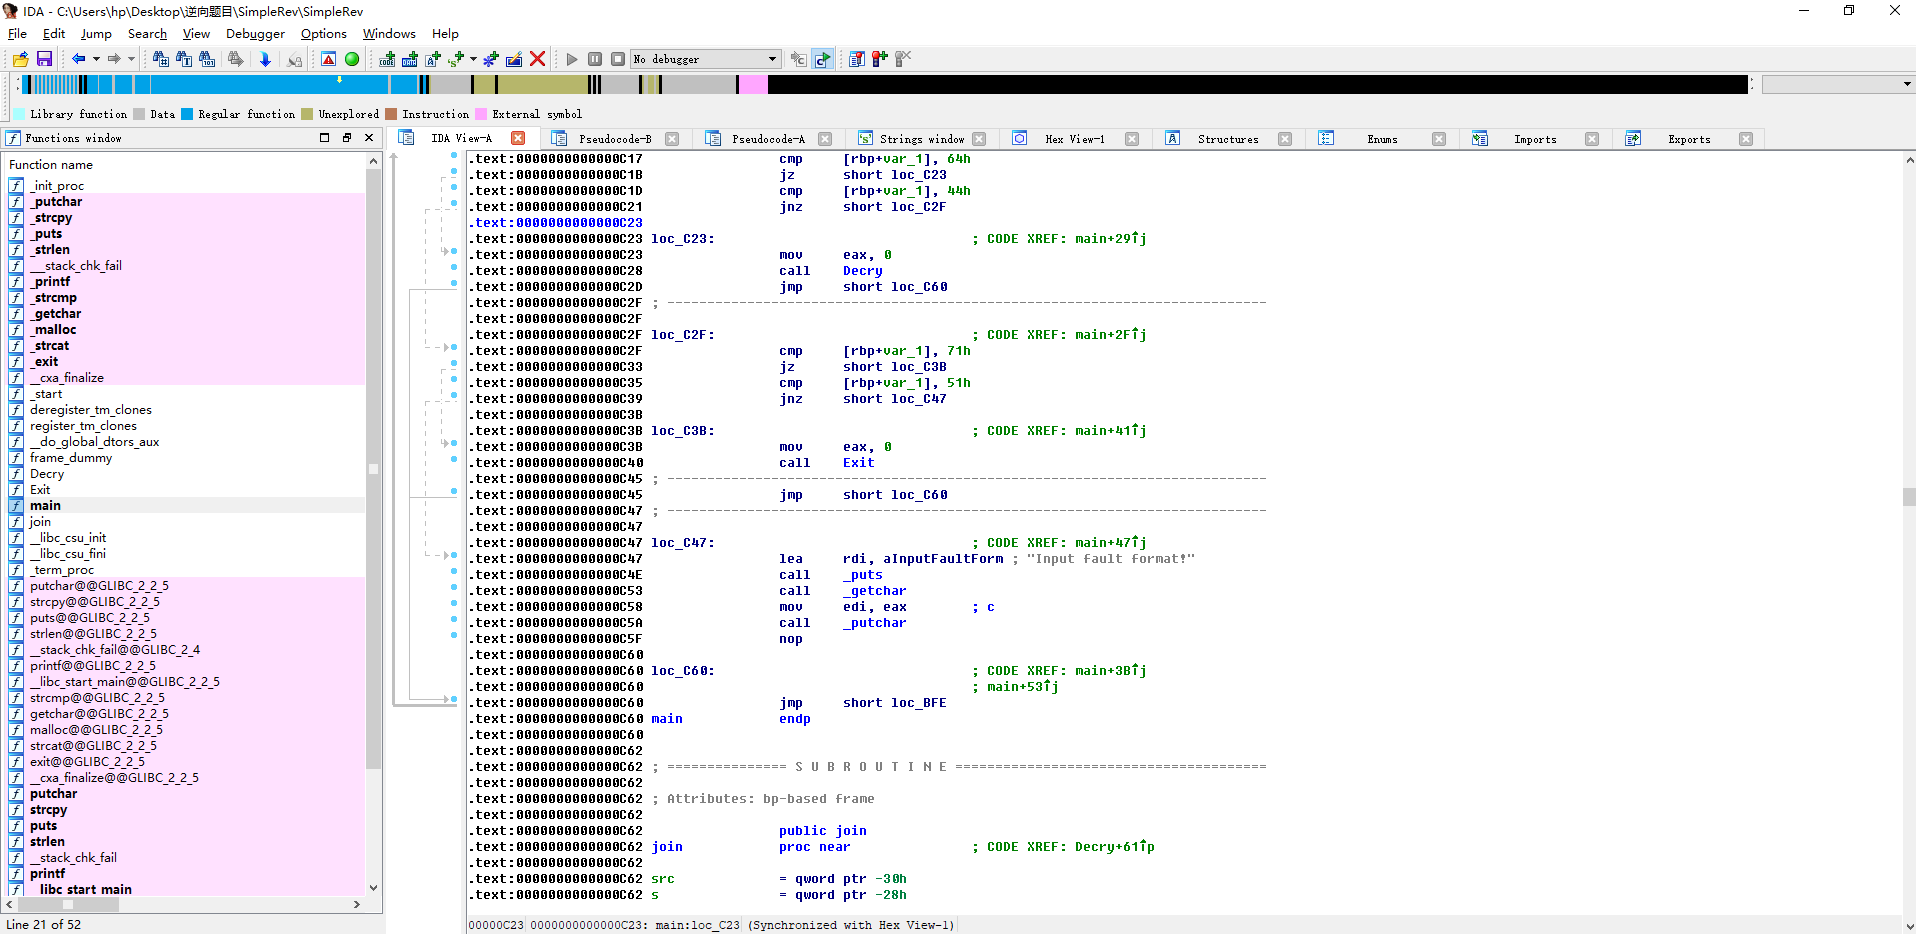 IDA - C:\Users\hp\Desktop\逆向题目\SimpleRev\SimpleRev
File Edit Jump Search View Debugger Options Windows Help
No debugger
Library function Data Regular function Unexplored Instruction External symbol
Functions window
Function name
_init_proc
_putchar
_strcpy
_puts
_strlen
___stack_chk_fail
_printf
_strcmp
_getchar
_malloc
_strcat
_exit
__cxa_finalize
_start
deregister_tm_clones
register_tm_clones
__do_global_dtors_aux
frame_dummy
Decry
Exit
main
join
__libc_csu_init
__libc_csu_fini
_term_proc
putchar@@GLIBC_2_2_5
strcpy@@GLIBC_2_2_5
puts@@GLIBC_2_2_5
strlen@@GLIBC_2_2_5
__stack_chk_fail@@GLIBC_2_4
printf@@GLIBC_2_2_5
__libc_start_main@@GLIBC_2_2_5
strcmp@@GLIBC_2_2_5
getchar@@GLIBC_2_2_5
malloc@@GLIBC_2_2_5
strcat@@GLIBC_2_2_5
exit@@GLIBC_2_2_5
__cxa_finalize@@GLIBC_2_2_5
putchar
strcpy
puts
strlen
__stack_chk_fail
printf
__libc_start_main
Line 21 of 52
IDA View-A Pseudocode-B Pseudocode-A Strings window Hex View-1 Structures Enums Imports Exports
.text:0000000000000C17 cmp [rbp+var_1], 64h
.text:0000000000000C1B jz short loc_C23
.text:0000000000000C1D cmp [rbp+var_1], 44h
.text:0000000000000C21 jnz short loc_C2F
.text:0000000000000C23
.text:0000000000000C23 loc_C23: ; CODE XREF: main+29↑j
.text:0000000000000C23 mov eax, 0
.text:0000000000000C28 call Decry
.text:0000000000000C2D jmp short loc_C60
.text:0000000000000C2F ; ---------------------------------------------------------------------------
.text:0000000000000C2F
.text:0000000000000C2F loc_C2F: ; CODE XREF: main+2F↑j
.text:0000000000000C2F cmp [rbp+var_1], 71h
.text:0000000000000C33 jz short loc_C3B
.text:0000000000000C35 cmp [rbp+var_1], 51h
.text:0000000000000C39 jnz short loc_C47
.text:0000000000000C3B
.text:0000000000000C3B loc_C3B: ; CODE XREF: main+41↑j
.text:0000000000000C3B mov eax, 0
.text:0000000000000C40 call Exit
.text:0000000000000C45 ; ---------------------------------------------------------------------------
.text:0000000000000C45 jmp short loc_C60
.text:0000000000000C47 ; ---------------------------------------------------------------------------
.text:0000000000000C47
.text:0000000000000C47 loc_C47: ; CODE XREF: main+47↑j
.text:0000000000000C47 lea rdi, aInputFaultForm ; "Input fault format!"
.text:0000000000000C4E call _puts
.text:0000000000000C53 call _getchar
.text:0000000000000C58 mov edi, eax ; c
.text:0000000000000C5A call _putchar
.text:0000000000000C5F nop
.text:0000000000000C60
.text:0000000000000C60 loc_C60: ; CODE XREF: main+3B↑j
.text:0000000000000C60 ; main+53↑j
.text:0000000000000C60 jmp short loc_BFE
.text:0000000000000C60 main endp
.text:0000000000000C60
.text:0000000000000C62
.text:0000000000000C62 ; =============== S U B R O U T I N E =======================================
.text:0000000000000C62
.text:0000000000000C62 ; Attributes: bp-based frame
.text:0000000000000C62
.text:0000000000000C62 public join
.text:0000000000000C62 join proc near ; CODE XREF: Decry+61↑p
.text:0000000000000C62
.text:0000000000000C62 src = qword ptr -30h
.text:0000000000000C62 s = qword ptr -28h
00000C23 0000000000000C23: main:loc_C23 (Synchronized with Hex View-1)